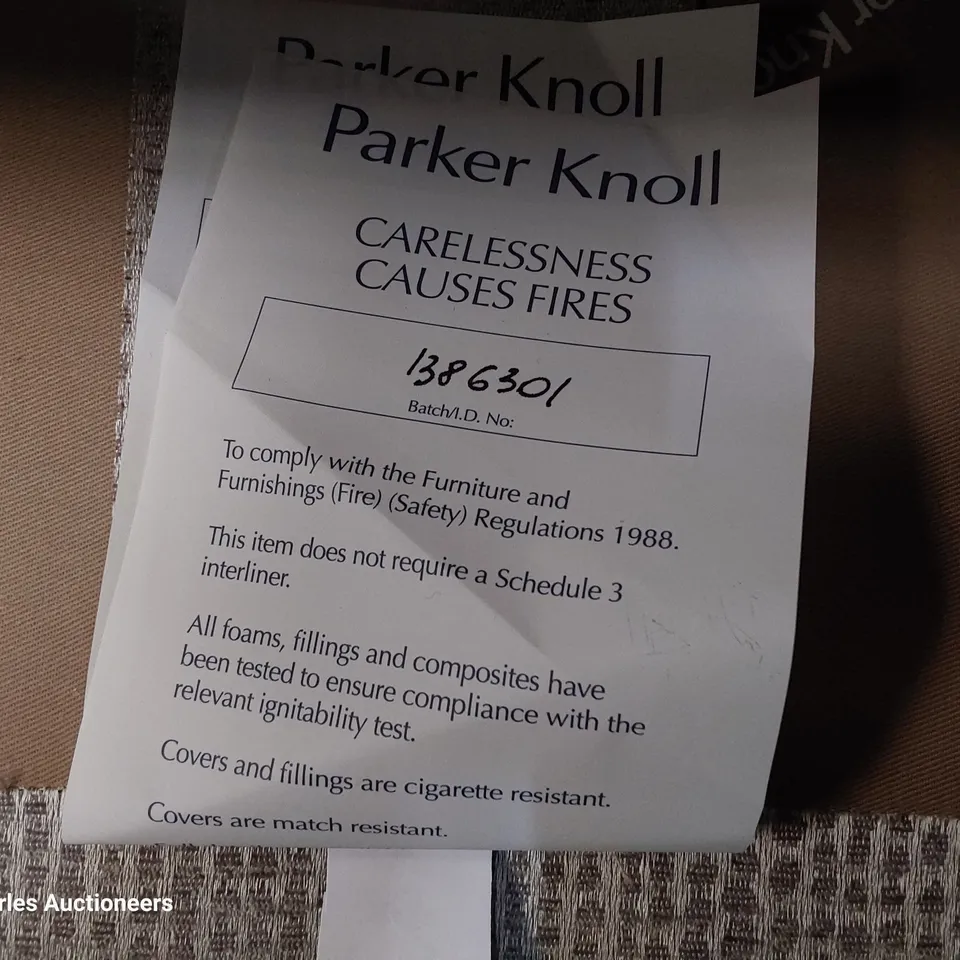 Parker Knoll
Parker Knoll
CARELESSNESS
CAUSES FIRES
1386301
Batch/I.D. No:
To comply with the Furniture and
Furnishings (Fire) (Safety) Regulations 1988.
This item does not require a Schedule 3
interliner.
All foams, fillings and composites have
been tested to ensure compliance with the
relevant ignitability test.
Covers and fillings are cigarette resistant.
Covers are match resistant.
Auctioneers